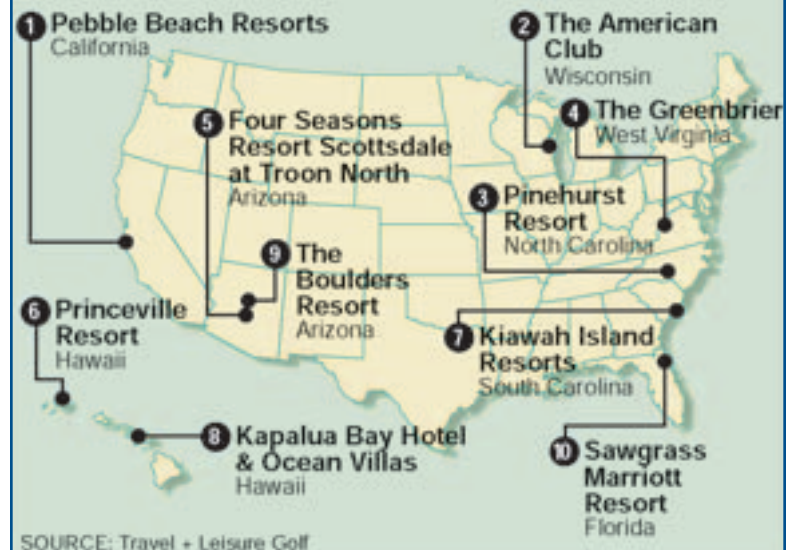 1 Pebble Beach Resorts
California
2 The American
Club
Wisconsin
4 The Greenbrier
West Virginia
5 Four Seasons
Resort Scottsdale
at Troon North
Arizona
3 Pinehurst
Resort
North Carolina
9 The
Boulders
Resort
Arizona
6 Princeville
Resort
Hawaii
7 Kiawah Island
Resorts
South Carolina
8 Kapalua Bay Hotel
& Ocean Villas
Hawaii
10 Sawgrass
Marriott
Resort
Florida
SOURCE: Travel + Leisure Golf